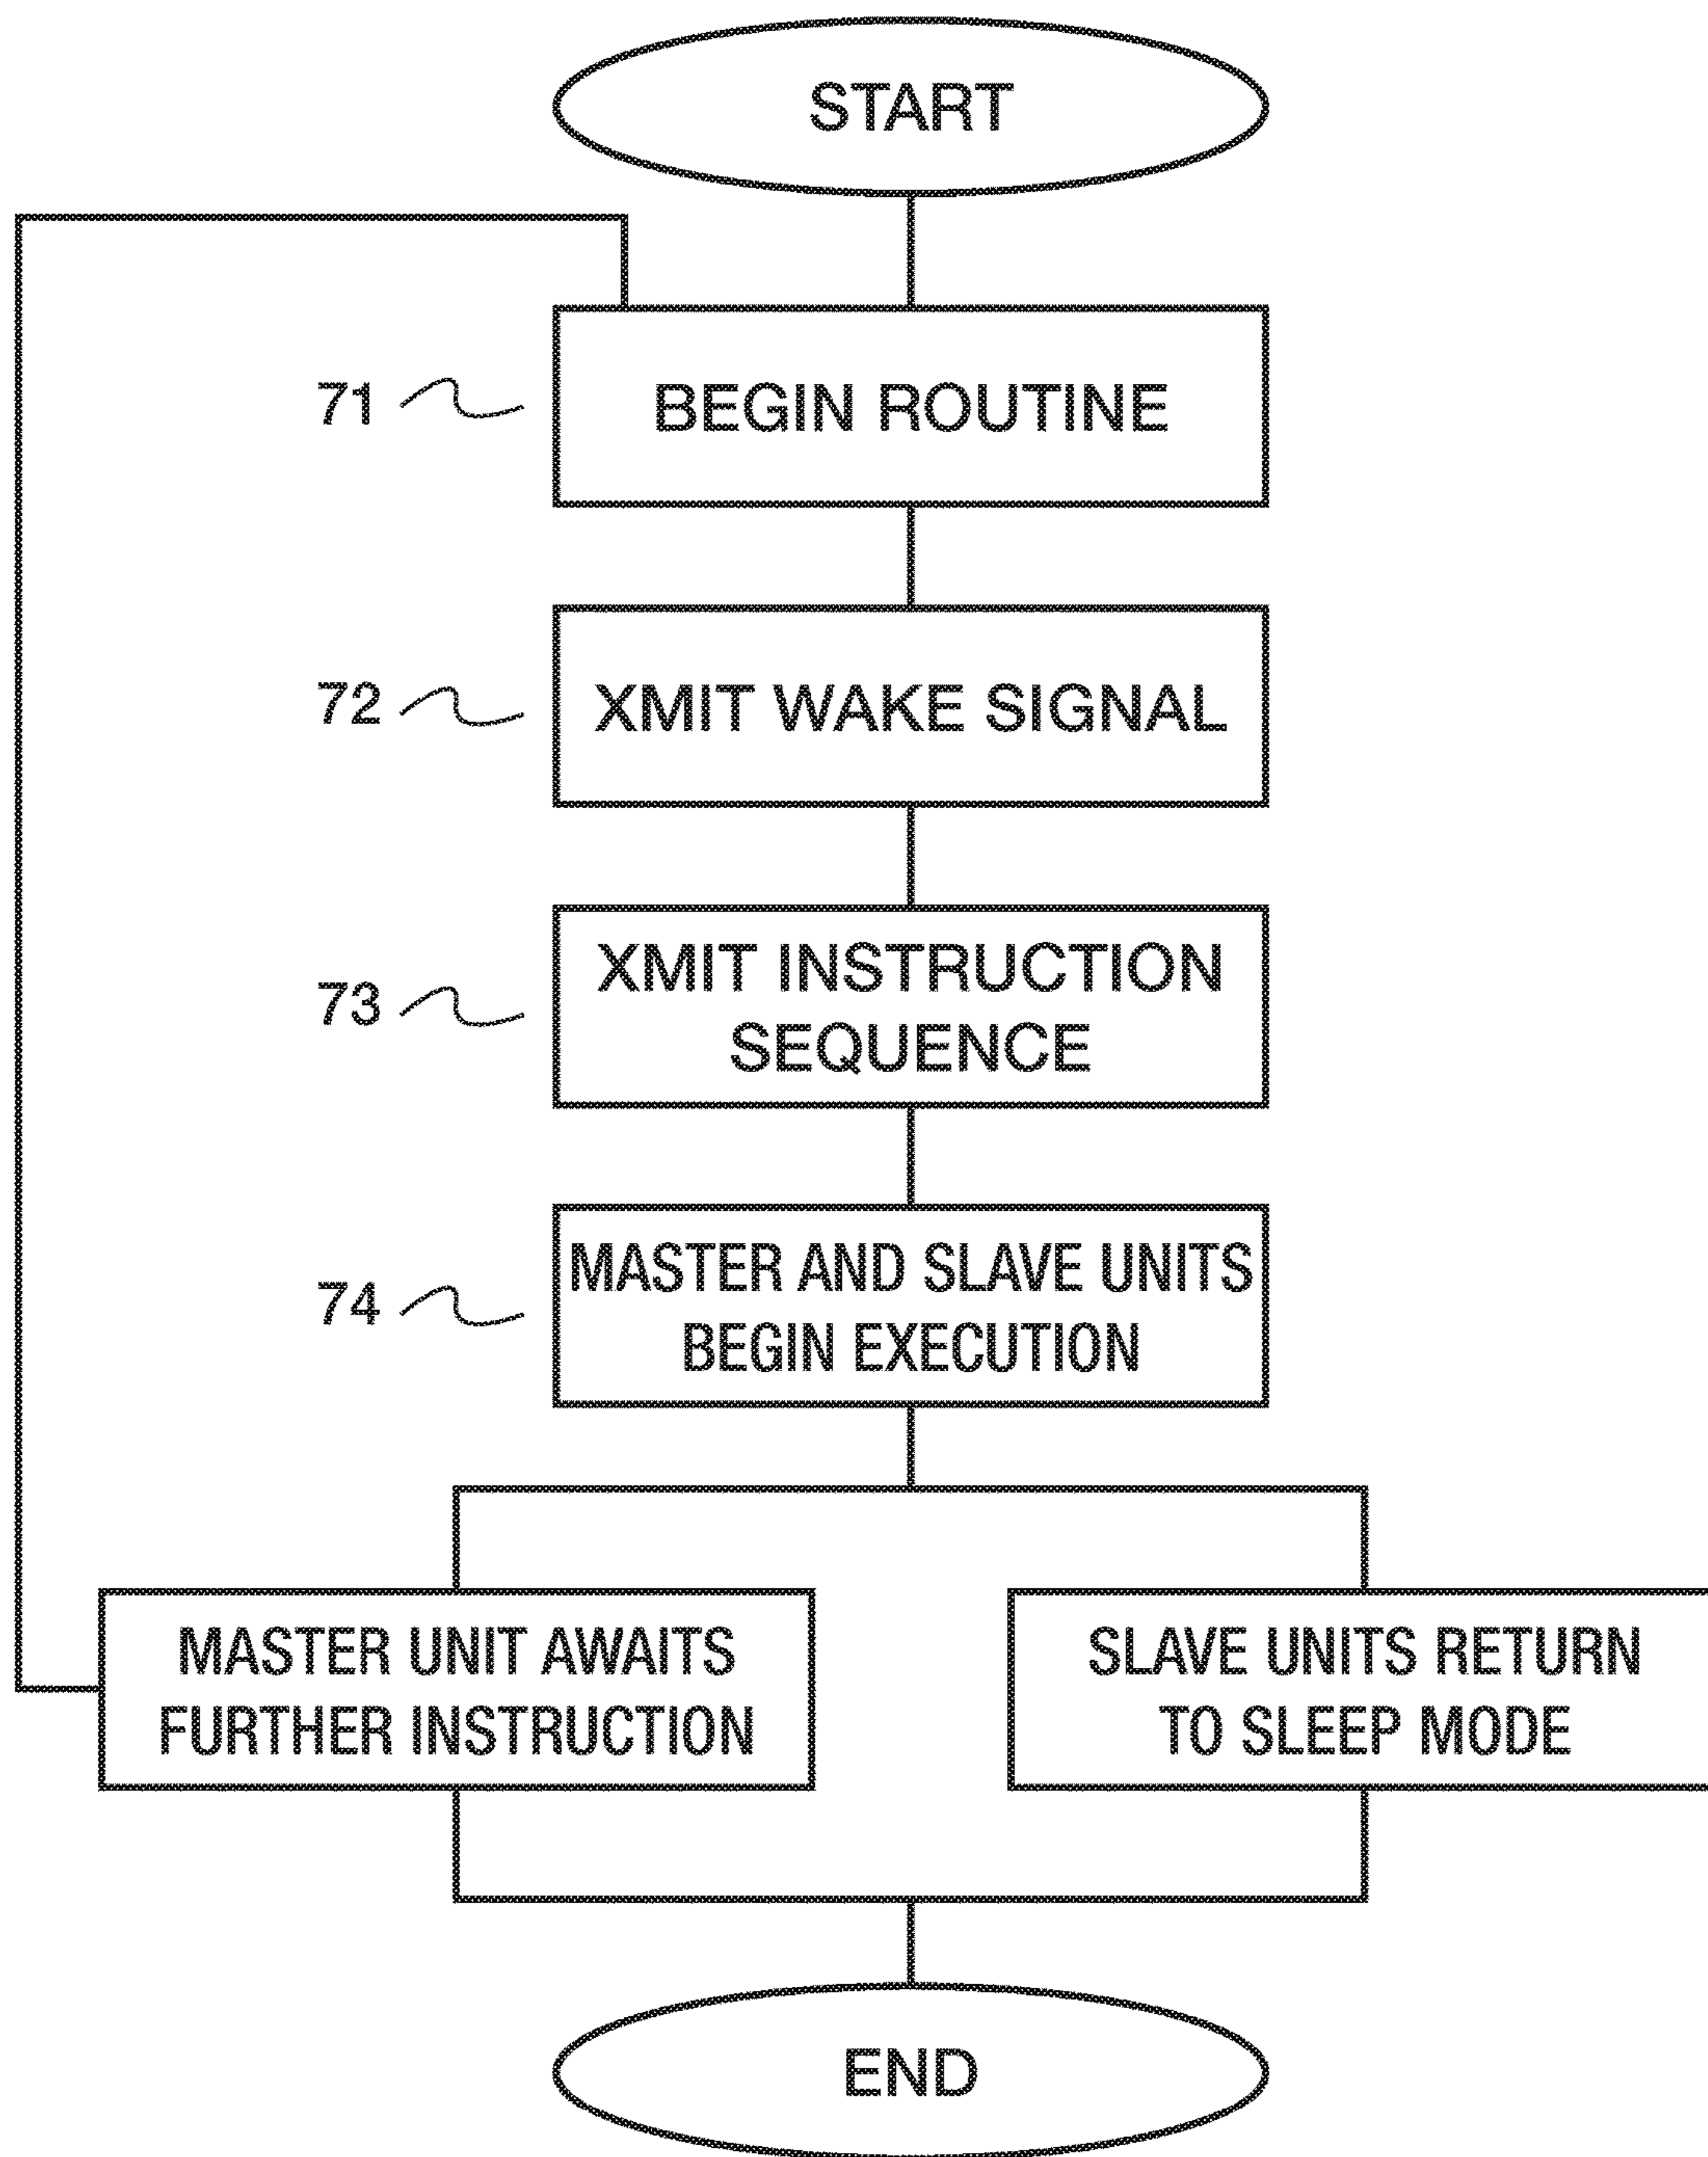 START
71
BEGIN ROUTINE
72
XMIT WAKE SIGNAL
73
XMIT INSTRUCTION
SEQUENCE
74
MASTER AND SLAVE UNITS
BEGIN EXECUTION
MASTER UNIT AWAITS
FURTHER INSTRUCTION
SLAVE UNITS RETURN
TO SLEEP MODE
END